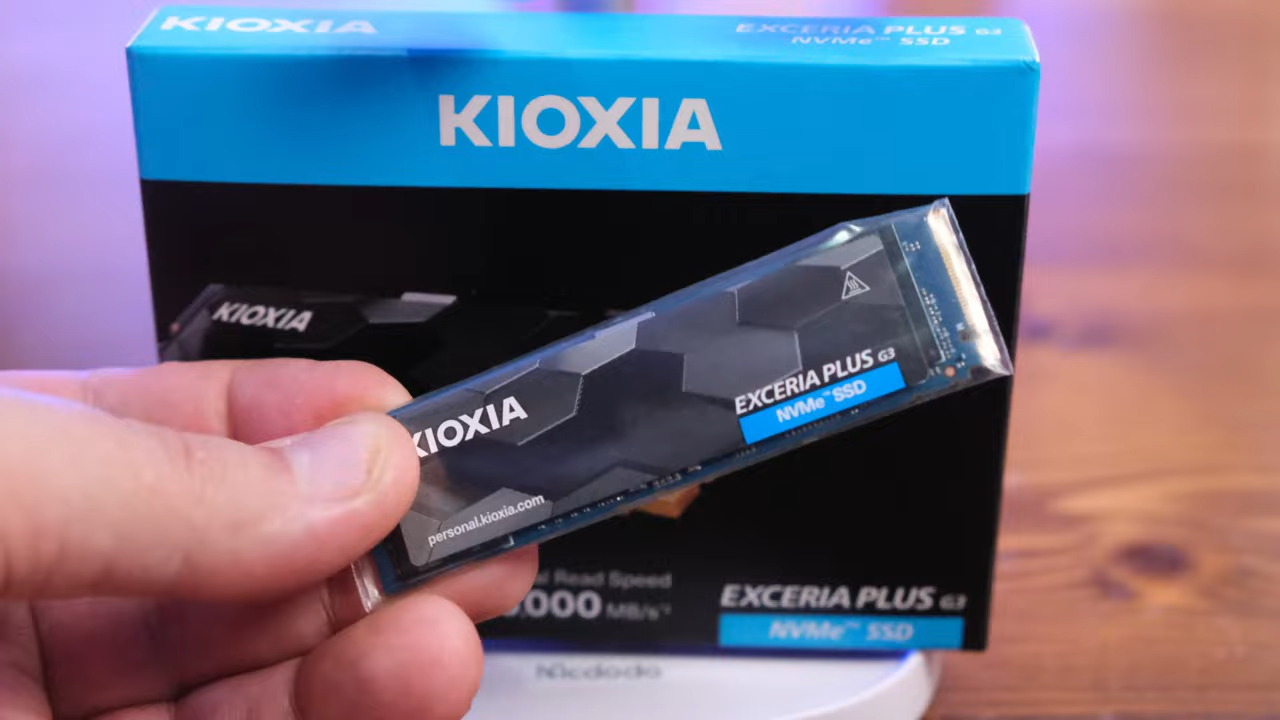 KIOXIA
EXCERIA PLUS G3
NVMe™ SSD
KIOXIA
KIOXIA
EXCERIA PLUS G3
NVMe™ SSD
KIOXIA
personal.kioxia.com
Read Speed
000 MB/s
EXCERIA PLUS G3
NVMe™ SSD